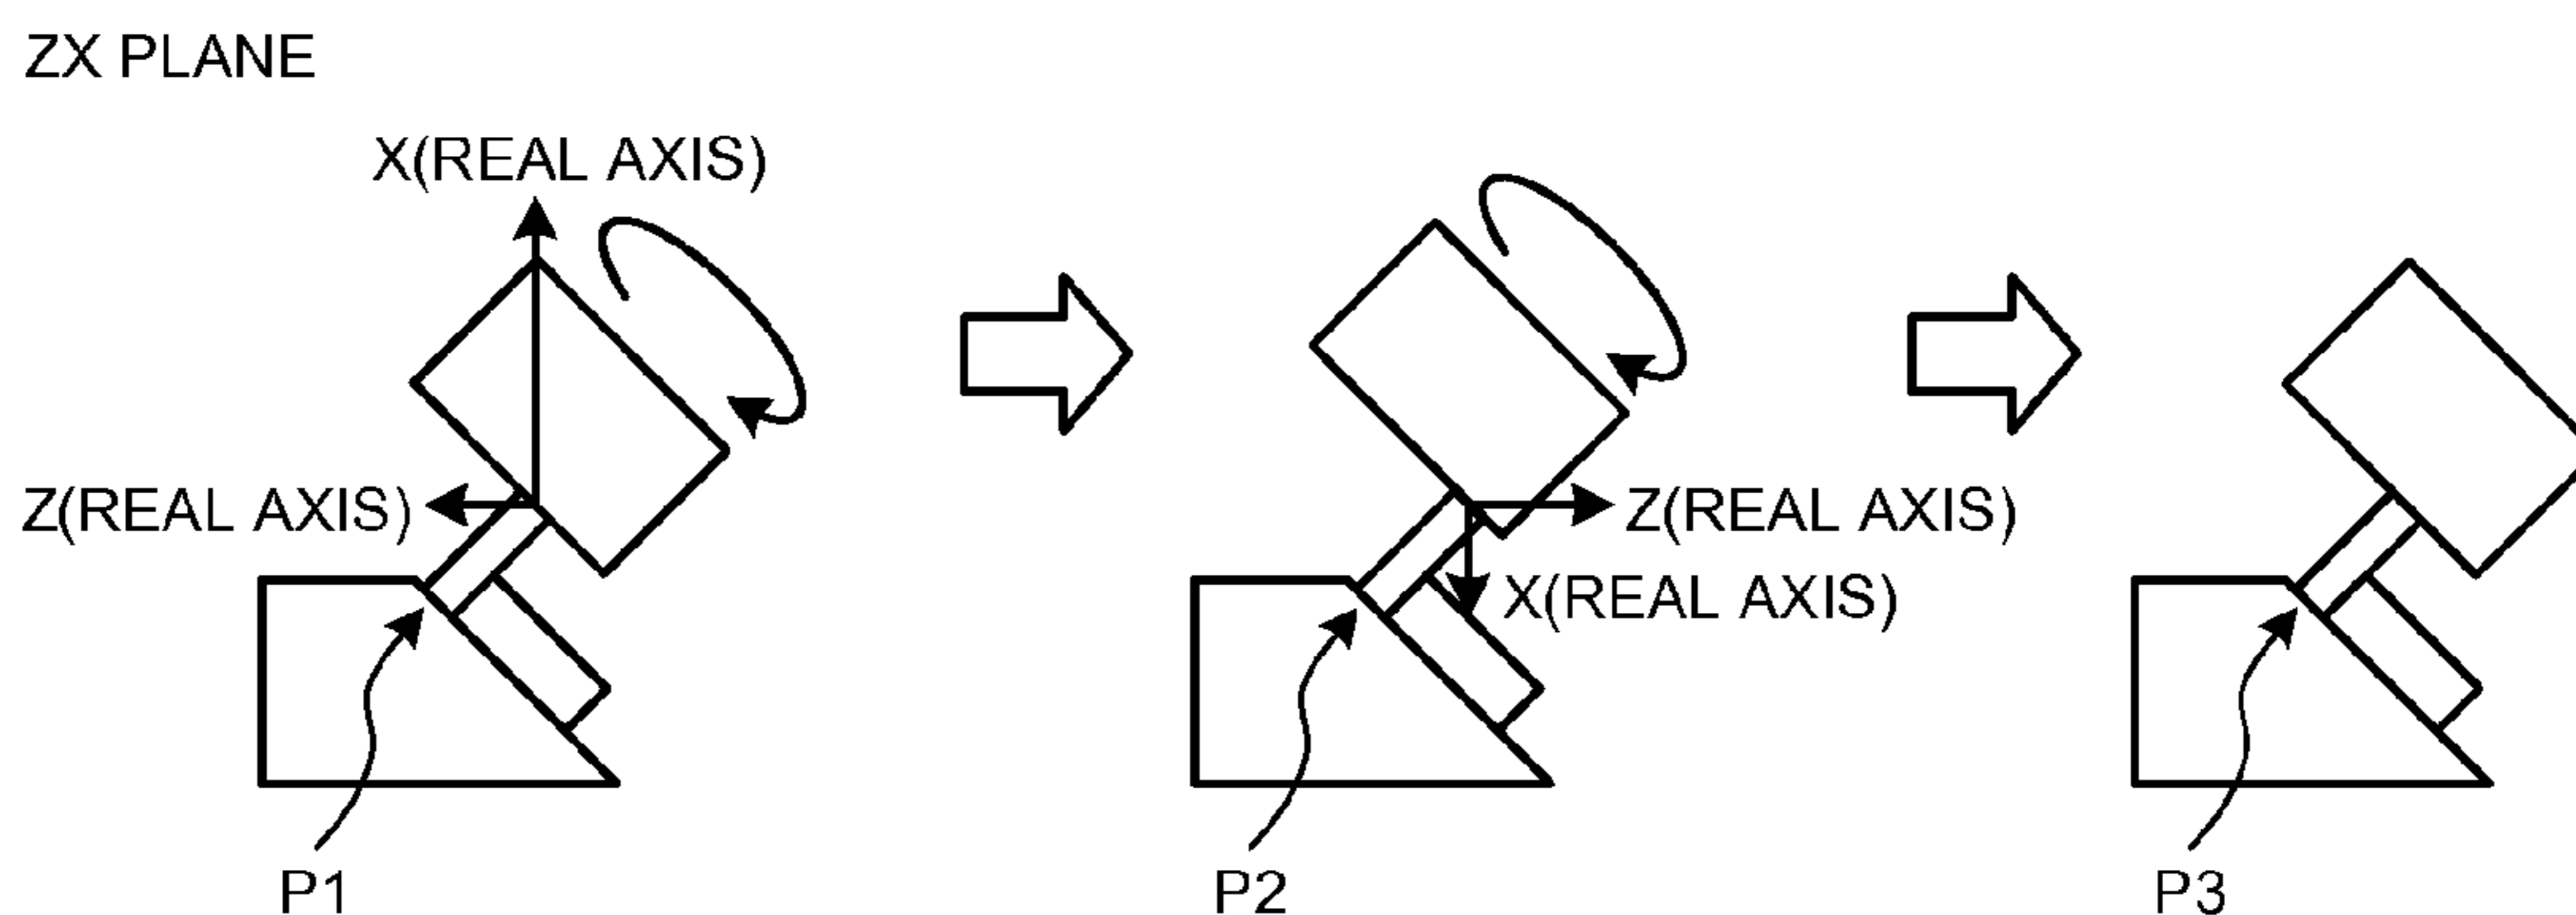 ZX PLANE
X(REAL AXIS)
Z(REAL AXIS)
P1
Z(REAL AXIS)
X(REAL AXIS)
P2
P3